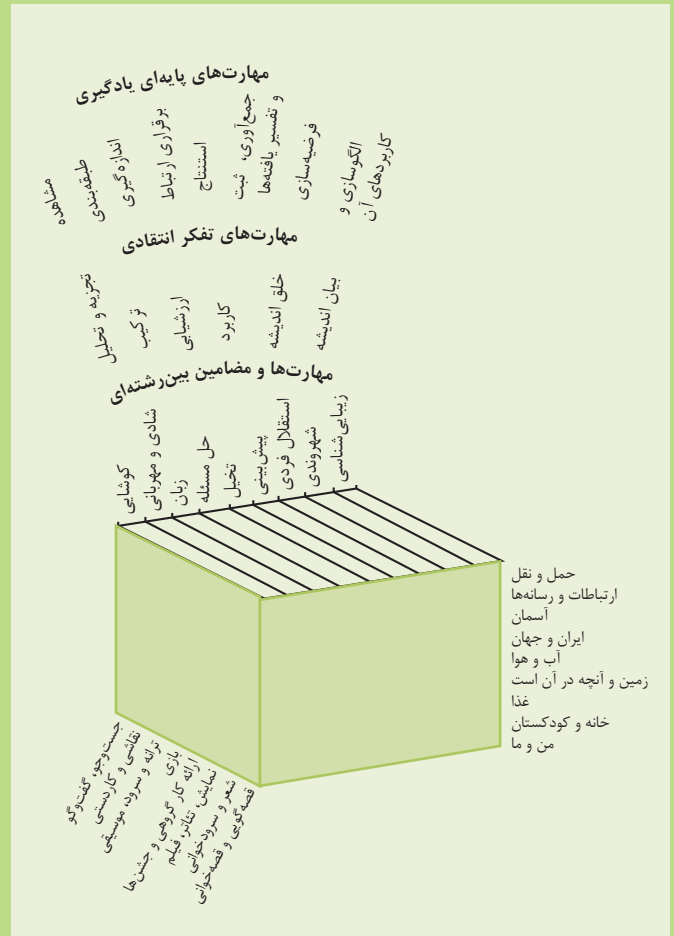 مهارت‌های پایه‌ای یادگیری
مشاهده
طبقه‌بندی
اندازه‌گیری
برقراری ارتباط
استنتاج
جمع‌آوری، ثبت
و تفسیر یافته‌ها
فرضیه‌سازی
الگوسازی و
کاربردهای آن
مهارت‌های تفکر انتقادی
تجزیه و تحلیل
ترکیب
ارزشیابی
کاربرد
خلق اندیشه
بیان اندیشه
مهارت‌ها و مضامین بین‌رشته‌ای
کوشایی
شادی و مهربانی
زبان
حل مسئله
تخیل
پیش‌بینی
استقلال فردی
شهروندی
زیبایی‌شناسی
حمل و نقل
ارتباطات و رسانه‌ها
آسمان
ایران و جهان
آب و هوا
زمین و آنچه در آن است
غذا
خانه و کودکستان
من و ما
جست‌وجو، گفت‌وگو
نقاشی و کاردستی
ترانه و سرود، موسیقی
بازی
ارائه کار گروهی و جشن‌ها
نمایش، تئاتر، فیلم
شعر و سرودخوانی
قصه‌گویی و قصه‌خوانی